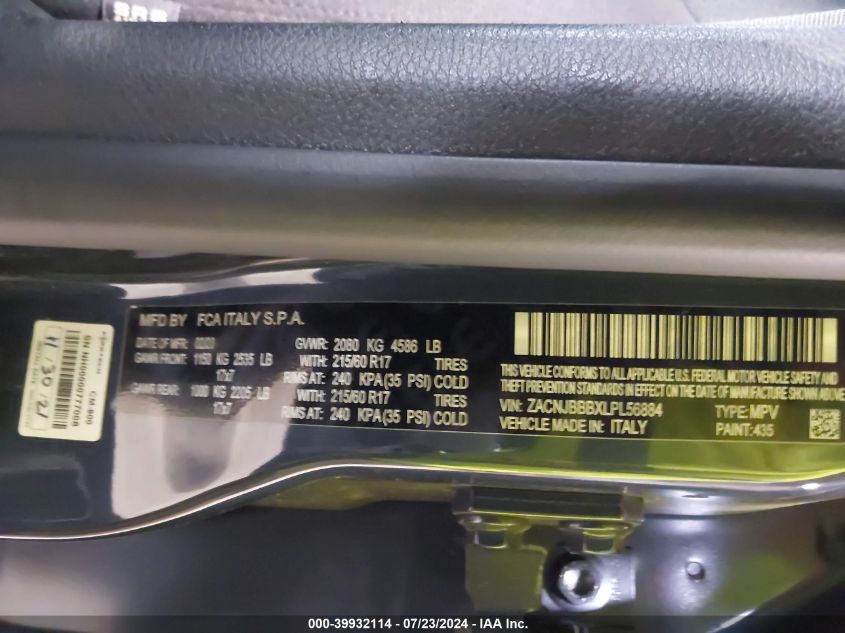 SRS
MFD BY FCA ITALY S.P.A.
DATE OF MFR: 02/20 GVWR: 2080 KG 4586 LB
GAWR FRONT: 1150 KG 2535 LB WITH: 215/60 R17 TIRES
17x7 RIMS AT: 240 KPA(35 PSI) COLD
GAWR REAR: 1000 KG 2205 LB WITH: 215/60 R17 TIRES
17x7 RIMS AT: 240 KPA(35 PSI) COLD
THIS VEHICLE CONFORMS TO ALL APPLICABLE U.S. FEDERAL MOTOR VEHICLE SAFETY
AND THEFT PREVENTION STANDARDS IN EFFECT ON THE DATE OF MANUFACTURE SHOWN ABOVE.
VIN: ZACNJBBBXLPL56884 TYPE: MPV
VEHICLE MADE IN: ITALY PAINT: 435
CM-900
11/30/21
000-39932114 - 07/23/2024 - IAA Inc.